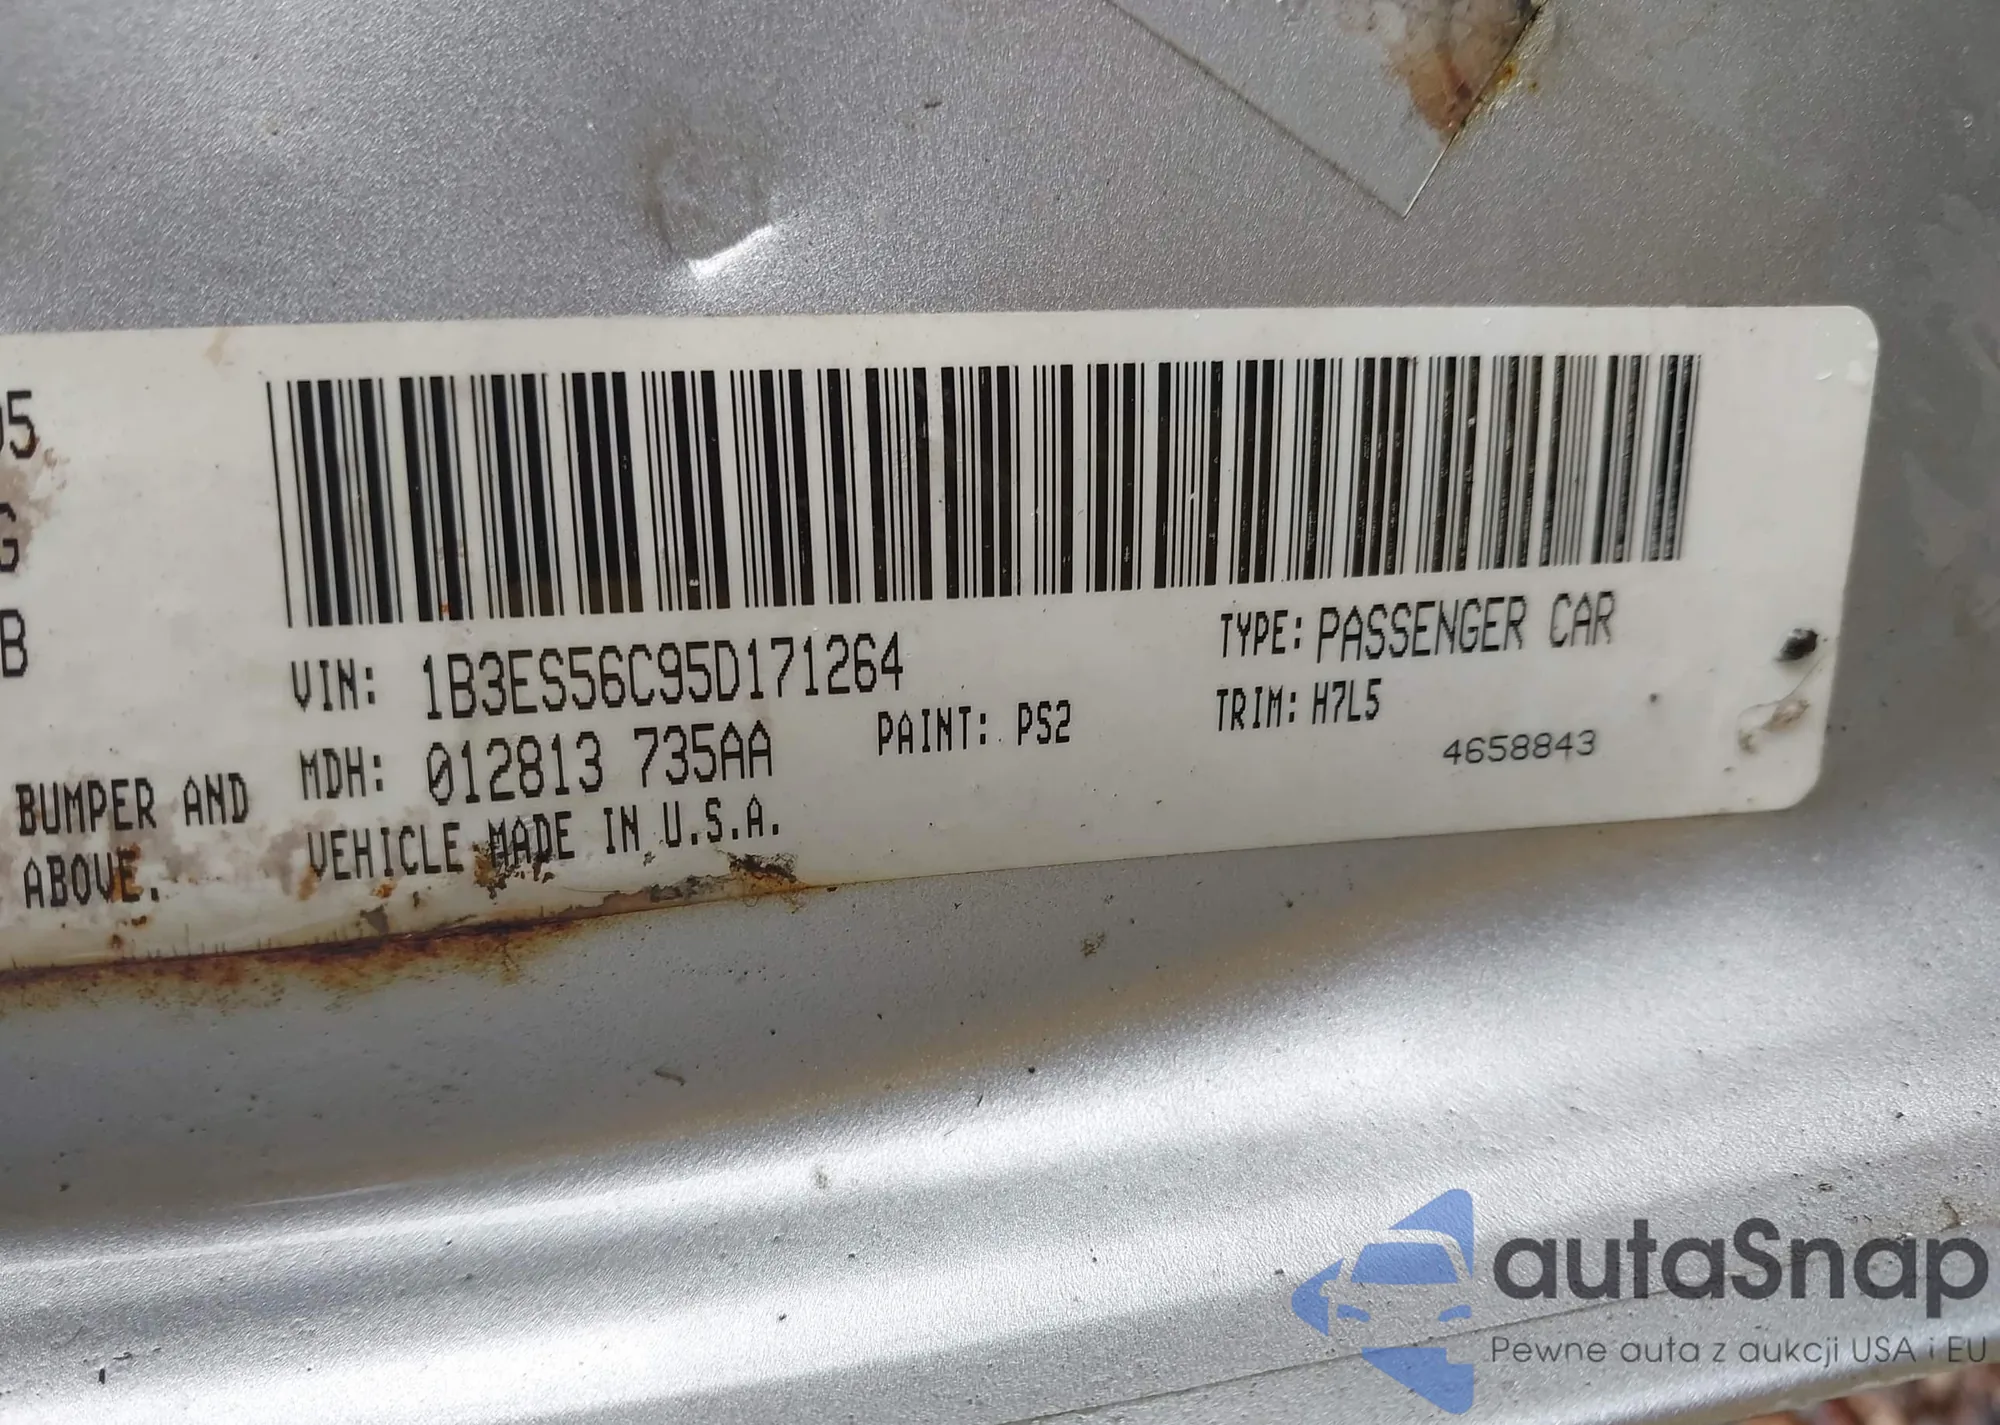 05
G
B
BUMPER AND
ABOVE.
VIN: 1B3ES56C95D171264
MDH: 012813 735AA
VEHICLE MADE IN U.S.A.
PAINT: PS2
TYPE: PASSENGER CAR
TRIM: H7L5
4658843
autaSnap
Pewne auta z aukcji USA i EU